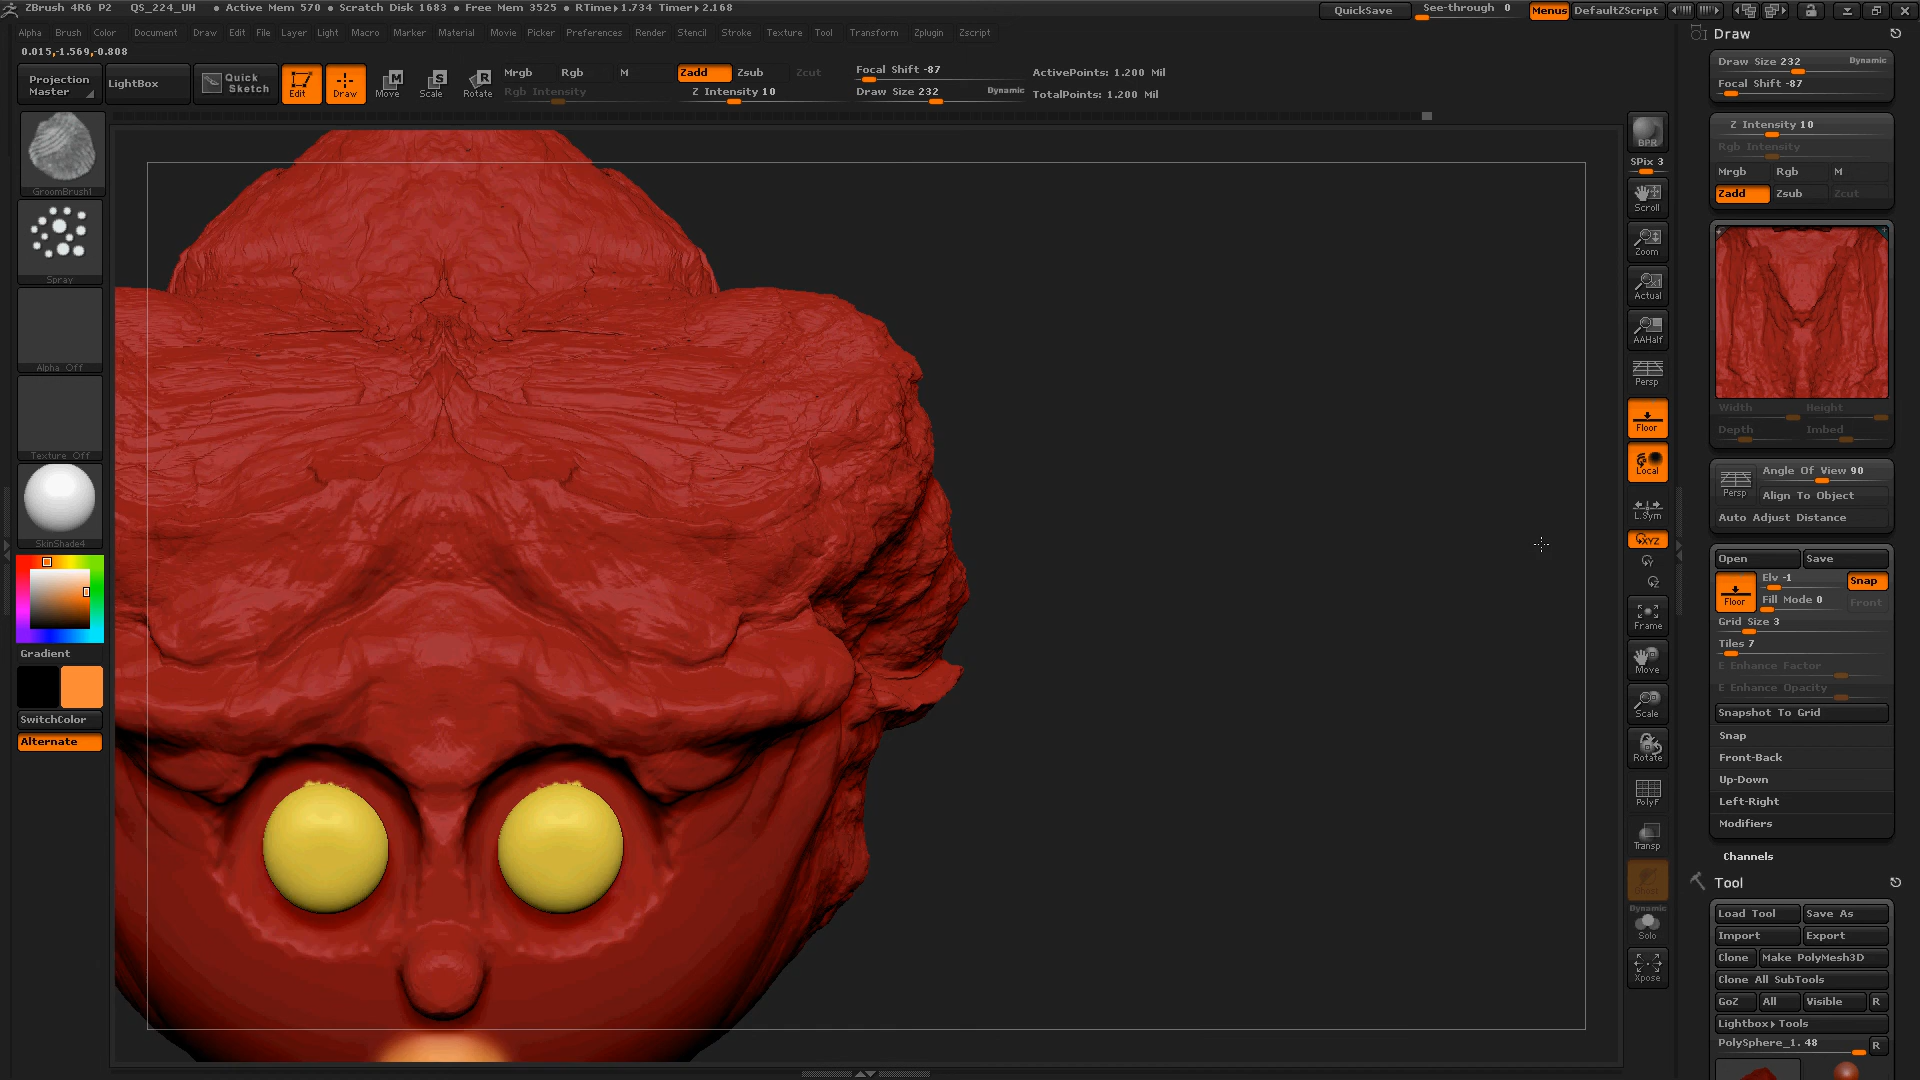 ZBrush 4R6 P2 QS_224_UH • Active Mem 570 • Scratch Disk 1683 • Free Mem 3525 • RTime▸1.734 Timer▸2.168
QuickSave
See-through 0
Menus
DefaultZScript
Alpha Brush Color Document Draw Edit File Layer Light Macro Marker Material Movie Picker Preferences Render Stencil Stroke Texture Tool Transform Zplugin Zscript
0.015,-1.569,-0.808
Projection Master
LightBox
Quick Sketch
Edit
Draw
Move
Scale
Rotate
Mrgb Rgb M
Rgb Intensity
Zadd Zsub Zcut
Z Intensity 10
Focal Shift -87
Draw Size 232 Dynamic
ActivePoints: 1.200 Mil
TotalPoints: 1.200 Mil
GroomBrush1
Spray
Alpha Off
Texture Off
SkinShade4
Gradient
SwitchColor
Alternate
BPR
SPix 3
Scroll
Zoom
Actual
AAHalf
Persp
Floor
Local
L.Sym
XYZ
Frame
Move
Scale
Rotate
PolyF
Transp
Ghost
Dynamic
Solo
Xpose
Draw
Draw Size 232 Dynamic
Focal Shift -87
Z Intensity 10
Rgb Intensity
Mrgb Rgb M
Zadd Zsub Zcut
Width Height
Depth Imbed
Persp
Angle Of View 90
Align To Object
Auto Adjust Distance
Open Save
Floor
Elv -1
Snap
Fill Mode 0
Front
Grid Size 3
Tiles 7
E Enhance Factor
E Enhance Opacity
Snapshot To Grid
Snap
Front-Back
Up-Down
Left-Right
Modifiers
Channels
Tool
Load Tool Save As
Import Export
Clone Make PolyMesh3D
Clone All SubTools
GoZ All Visible R
Lightbox▸Tools
PolySphere_1. 48 R